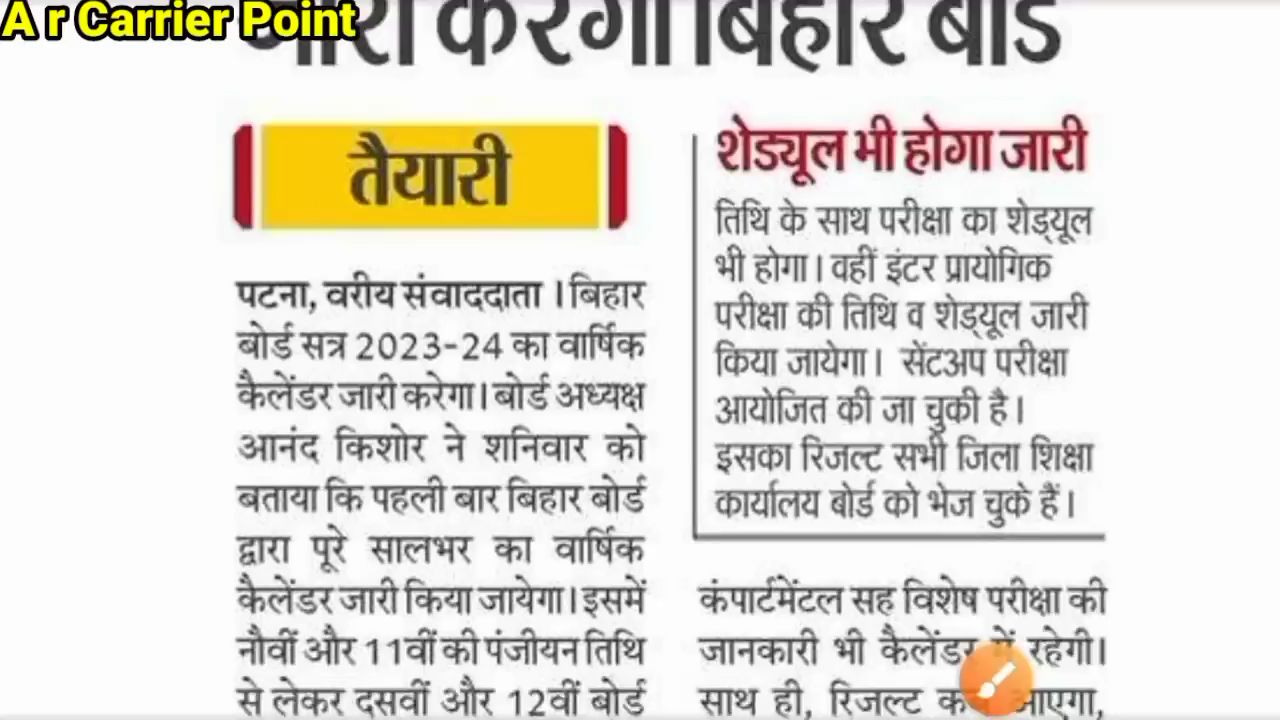 A r Carrier Point
जारी करेगा बिहार बोर्ड
तैयारी
पटना, वरीय संवाददाता । बिहार
बोर्ड सत्र 2023-24 का वार्षिक
कैलेंडर जारी करेगा। बोर्ड अध्यक्ष
आनंद किशोर ने शनिवार को
बताया कि पहली बार बिहार बोर्ड
द्वारा पूरे सालभर का वार्षिक
कैलेंडर जारी किया जायेगा। इसमें
नौवीं और 11वीं की पंजीयन तिथि
से लेकर दसवीं और 12वीं बोर्ड
शेड्यूल भी होगा जारी
तिथि के साथ परीक्षा का शेड्यूल
भी होगा। वहीं इंटर प्रायोगिक
परीक्षा की तिथि व शेड्यूल जारी
किया जायेगा। सेंटअप परीक्षा
आयोजित की जा चुकी है।
इसका रिजल्ट सभी जिला शिक्षा
कार्यालय बोर्ड को भेज चुके हैं।
कंपार्टमेंटल सह विशेष परीक्षा की
जानकारी भी कैलेंडर में रहेगी।
साथ ही, रिजल्ट आएगा,